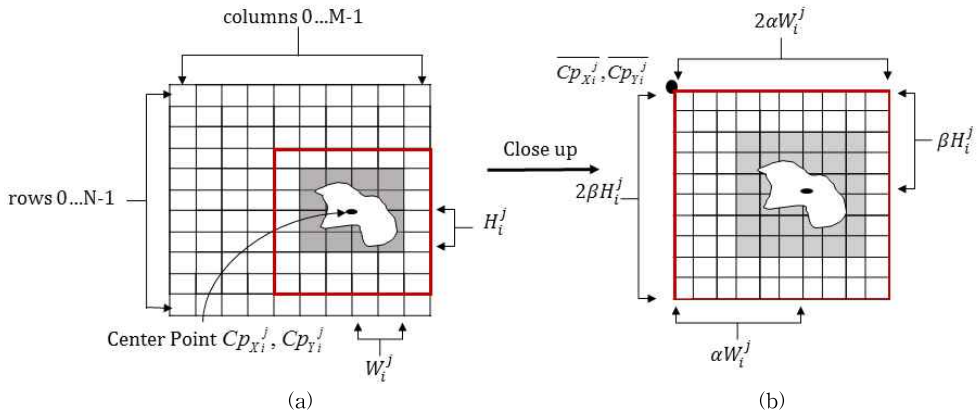 columns 0...M-1
rows 0...N-1
H_i^j
Center Point Cp_{Xi}^j, Cp_{Yi}^j
W_i^j
(a)
Close up
2αW_i^j
\overline{Cp_{Xi}^j}, \overline{Cp_{Yi}^j}
βH_i^j
2βH_i^j
αW_i^j
(b)